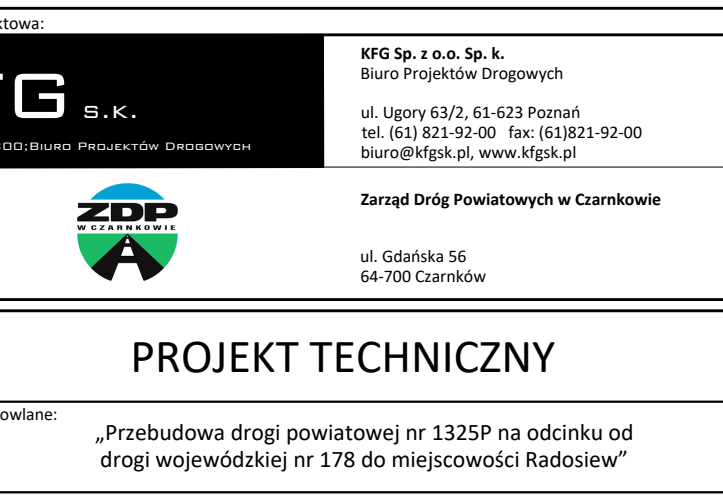 ktowa:
FG S.K.
BIURO PROJEKTÓW DROGOWYCH
KFG Sp. z o.o. Sp. k.
Biuro Projektów Drogowych
ul. Ugory 63/2, 61-623 Poznań
tel. (61) 821-92-00 fax: (61)821-92-00
biuro@kfgsk.pl, www.kfgsk.pl
ZDP
W CZARNKOWIE
Zarząd Dróg Powiatowych w Czarnkowie
ul. Gdańska 56
64-700 Czarnków
PROJEKT TECHNICZNY
owlane:
„Przebudowa drogi powiatowej nr 1325P na odcinku od
drogi wojewódzkiej nr 178 do miejscowości Radosiew”